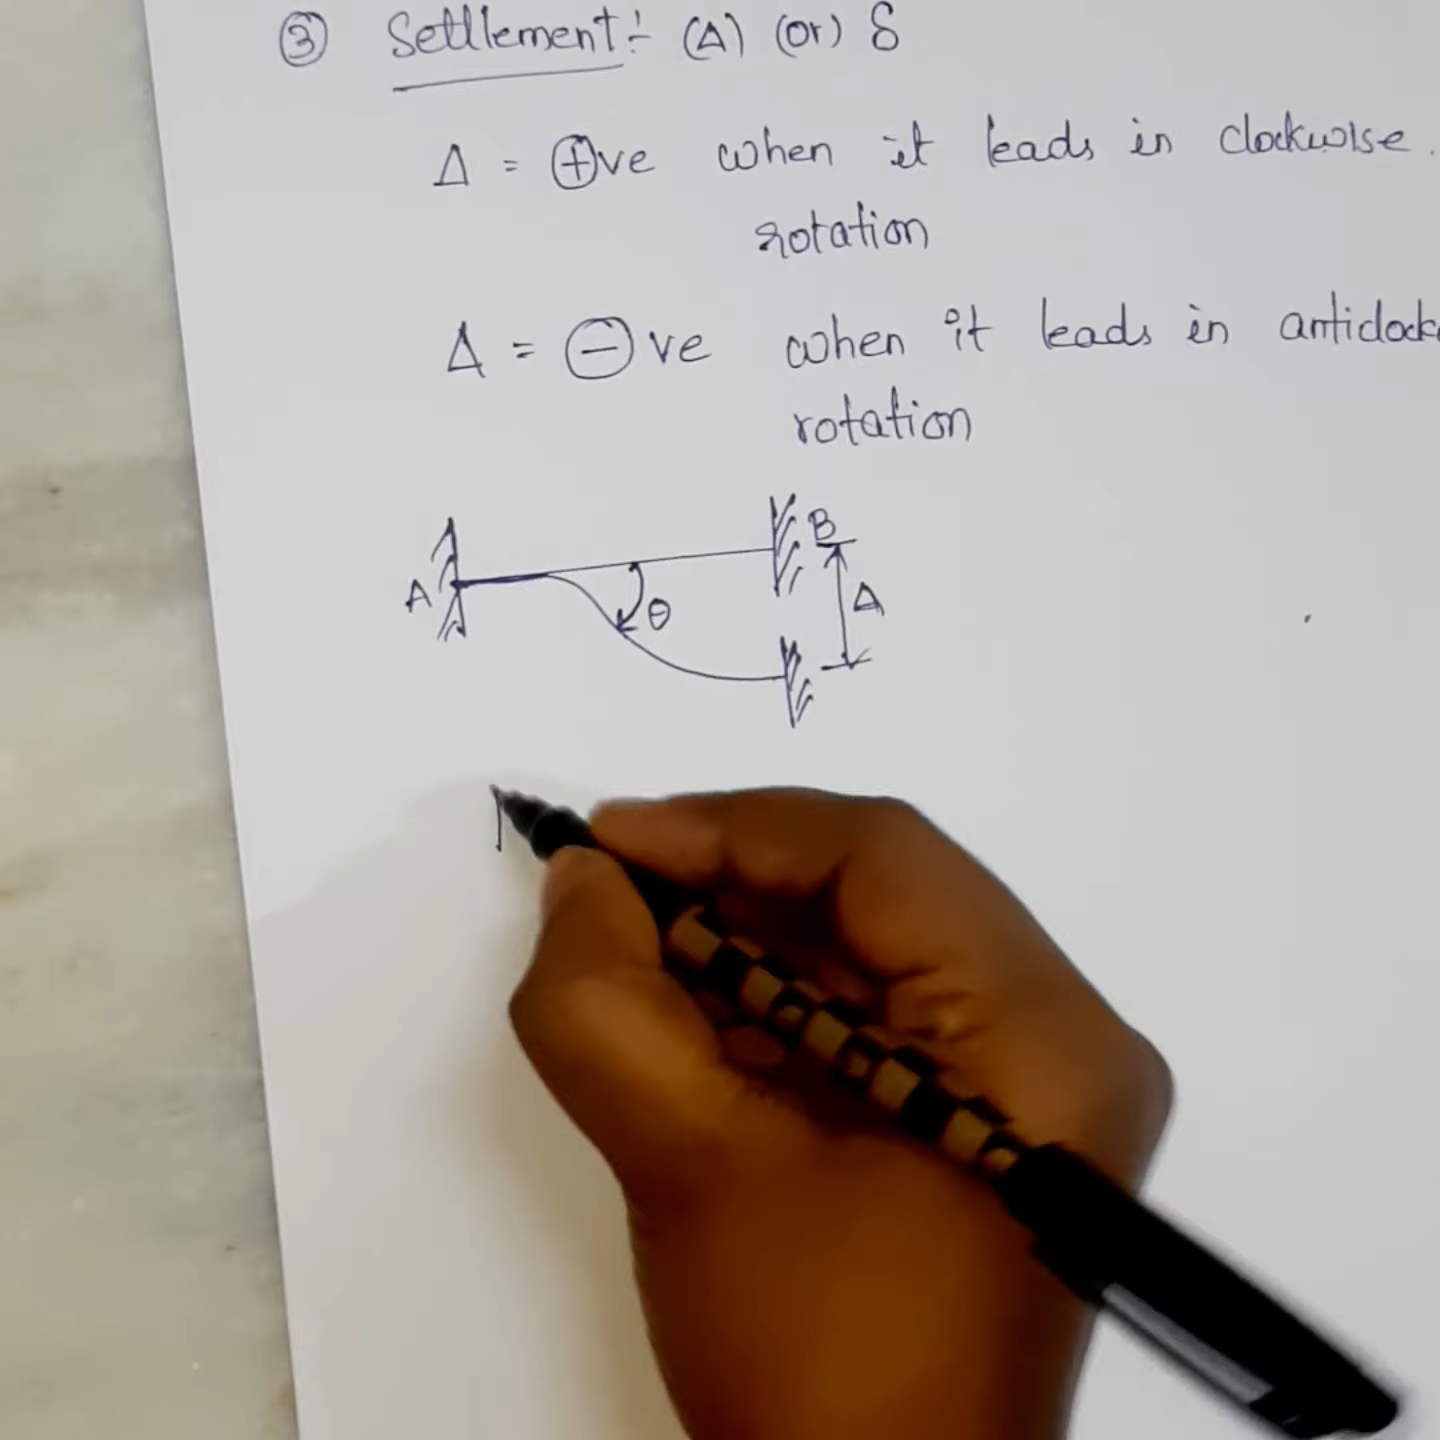 ③ Settlement:- (Δ) (or) δ
Δ = ⊕ve when it leads in clockwise.
rotation
Δ = ⊖ve when it leads in anticlock
rotation
A B
θ Δ